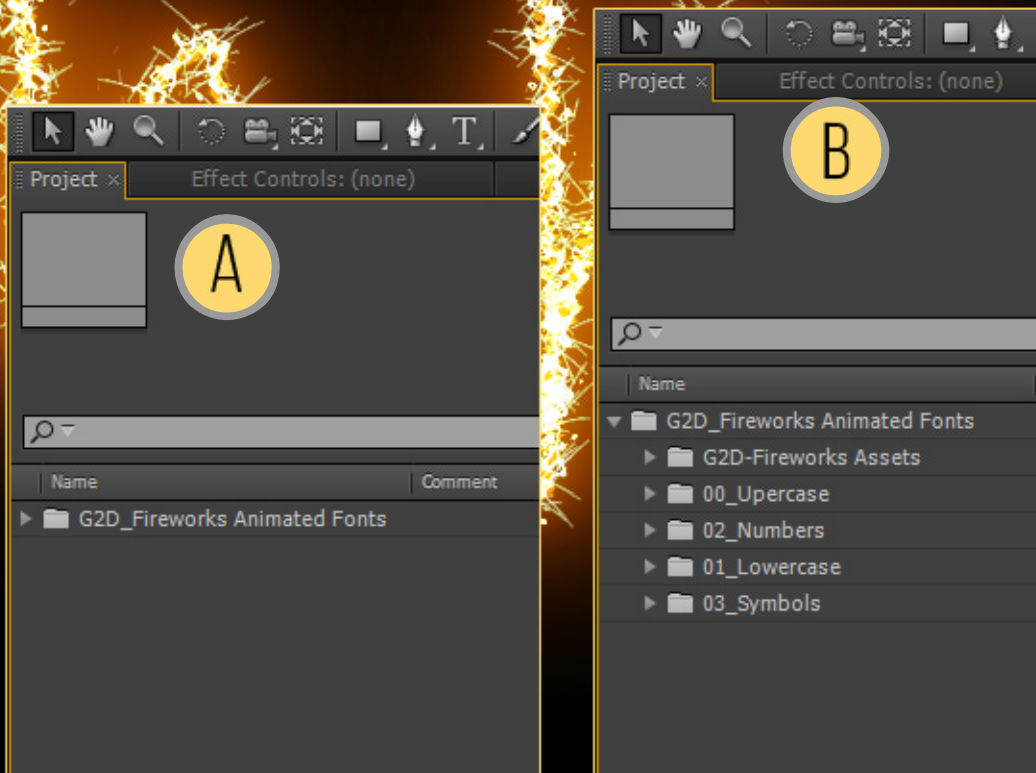 Project × Effect Controls: (none)
A
Name Comment
G2D_Fireworks Animated Fonts
Project × Effect Controls: (none)
B
Name
G2D_Fireworks Animated Fonts
G2D-Fireworks Assets
00_Upercase
02_Numbers
01_Lowercase
03_Symbols